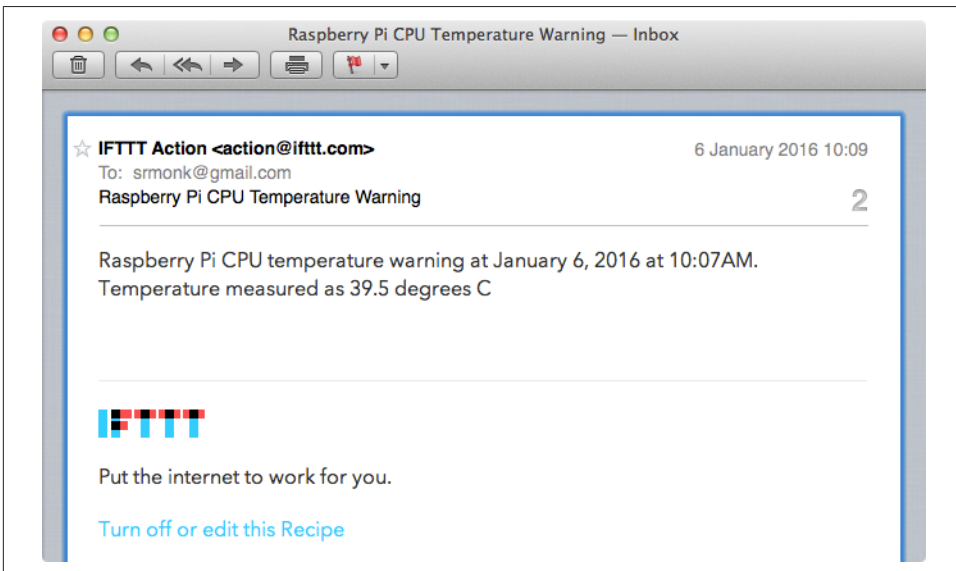 Raspberry Pi CPU Temperature Warning — Inbox
IFTTT Action <action@ifttt.com>
6 January 2016 10:09
To: srmonk@gmail.com
Raspberry Pi CPU Temperature Warning
2
Raspberry Pi CPU temperature warning at January 6, 2016 at 10:07AM.
Temperature measured as 39.5 degrees C
IFTTT
Put the internet to work for you.
Turn off or edit this Recipe